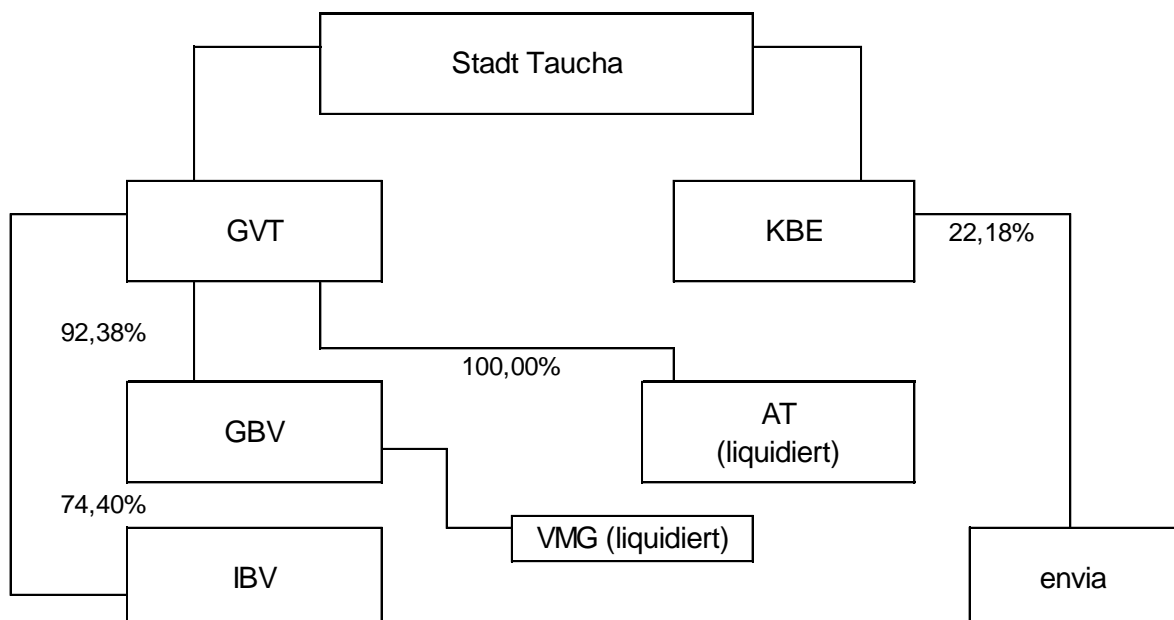 Stadt Taucha
GVT
KBE
22,18%
92,38%
100,00%
GBV
AT
(liquidiert)
74,40%
VMG (liquidiert)
IBV
envia